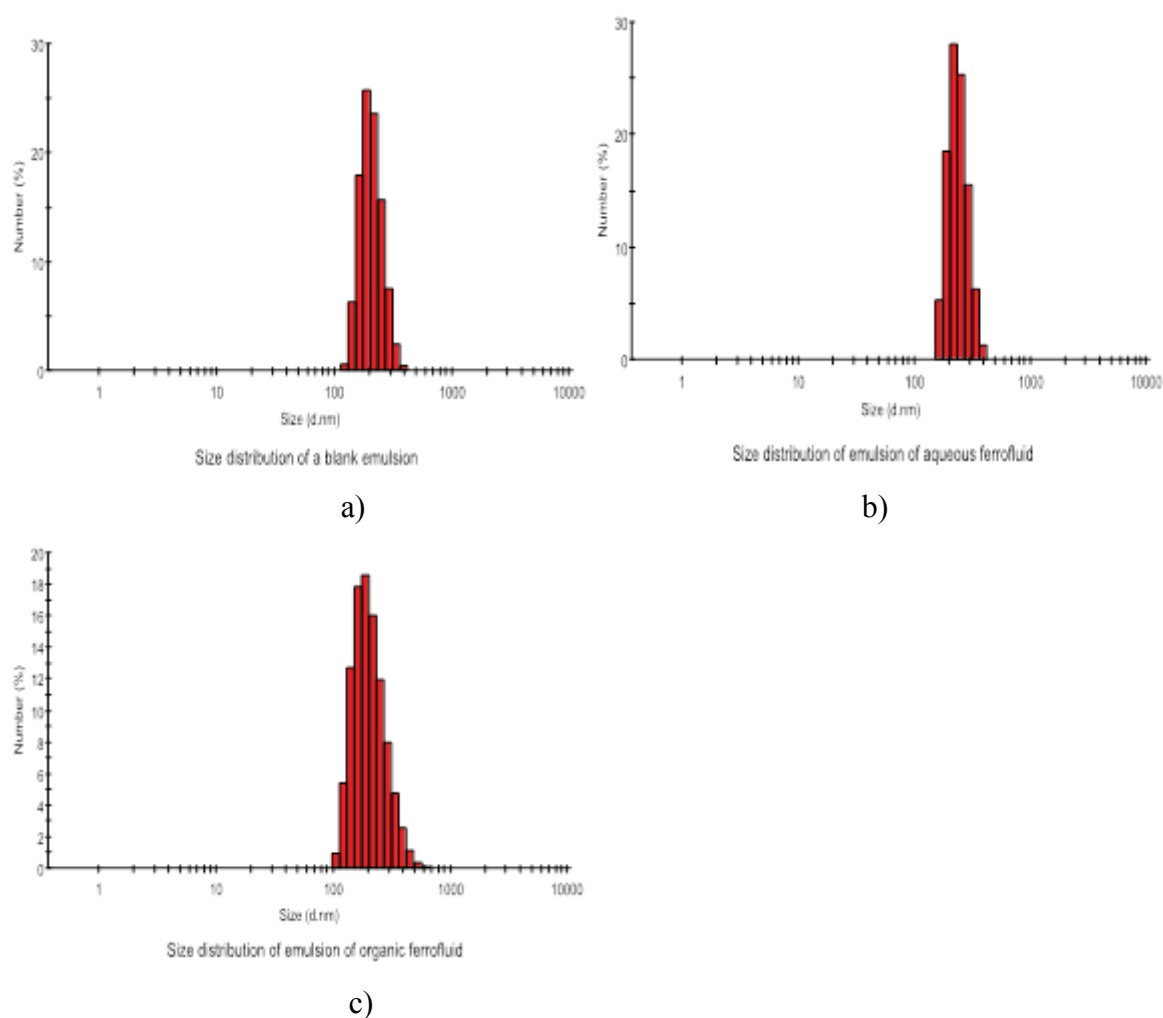 30
20
10
0
Number (%)
1 10 100 1000 10000
Size (d.nm)
Size distribution of a blank emulsion
a)
30
20
10
0
Number (%)
1 10 100 1000 10000
Size (d.nm)
Size distribution of emulsion of aqueous ferrofluid
b)
20
18
16
14
12
10
8
6
4
2
0
Number (%)
1 10 100 1000 10000
Size (d.nm)
Size distribution of emulsion of organic ferrofluid
c)